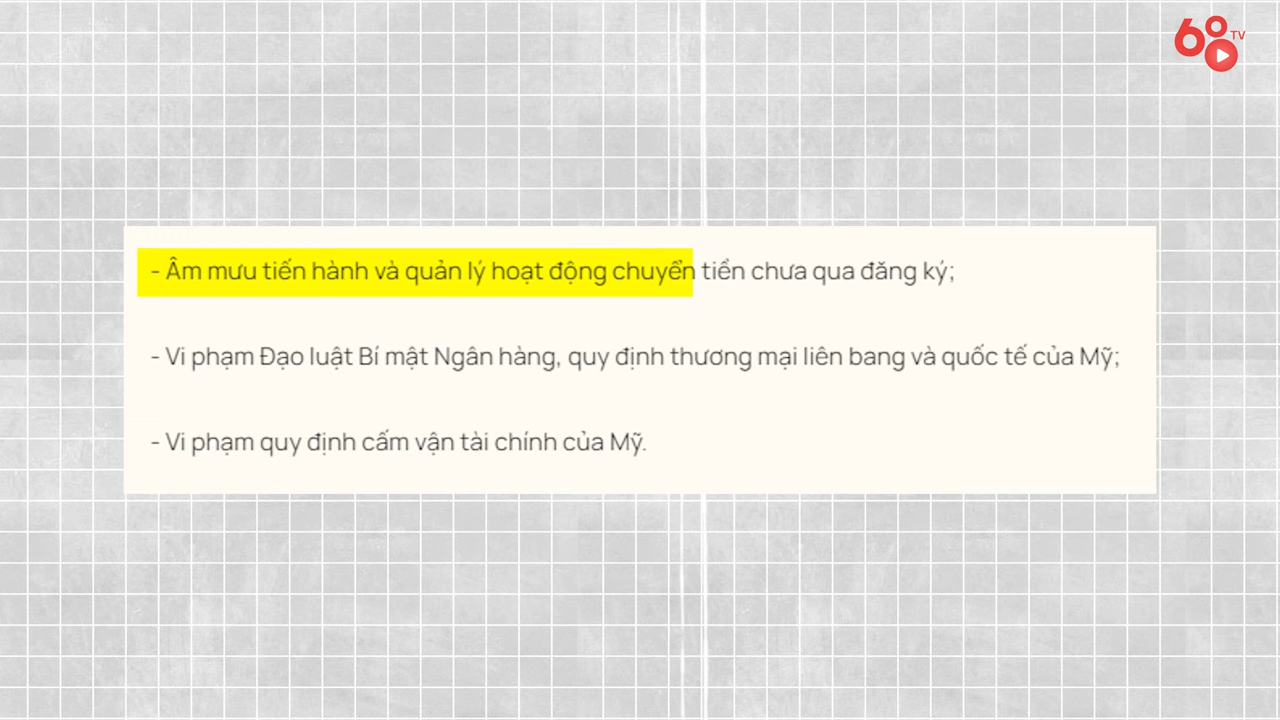 68 TV
- Âm mưu tiến hành và quản lý hoạt động chuyển tiền chưa qua đăng ký;
- Vi phạm Đạo luật Bí mật Ngân hàng, quy định thương mại liên bang và quốc tế của Mỹ;
- Vi phạm quy định cấm vận tài chính của Mỹ.